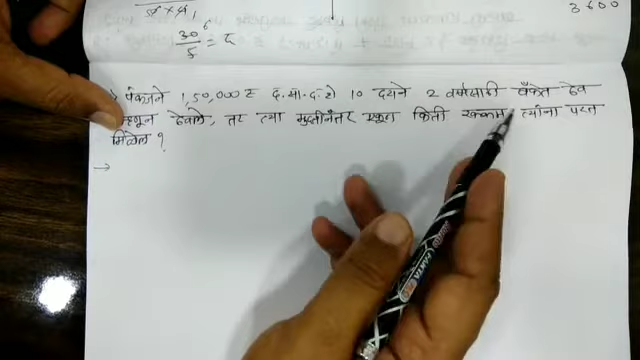 3600
30/5 = 6
→ पंकजने 1,50,000 रु द.सा.द.शे 10 दराने 2 वर्षासाठी बँकेत ठेव
म्हणून ठेवले, तर त्या मुदतीनंतर एकूण किती रक्कम त्यांना परत
मिळेल ?
→